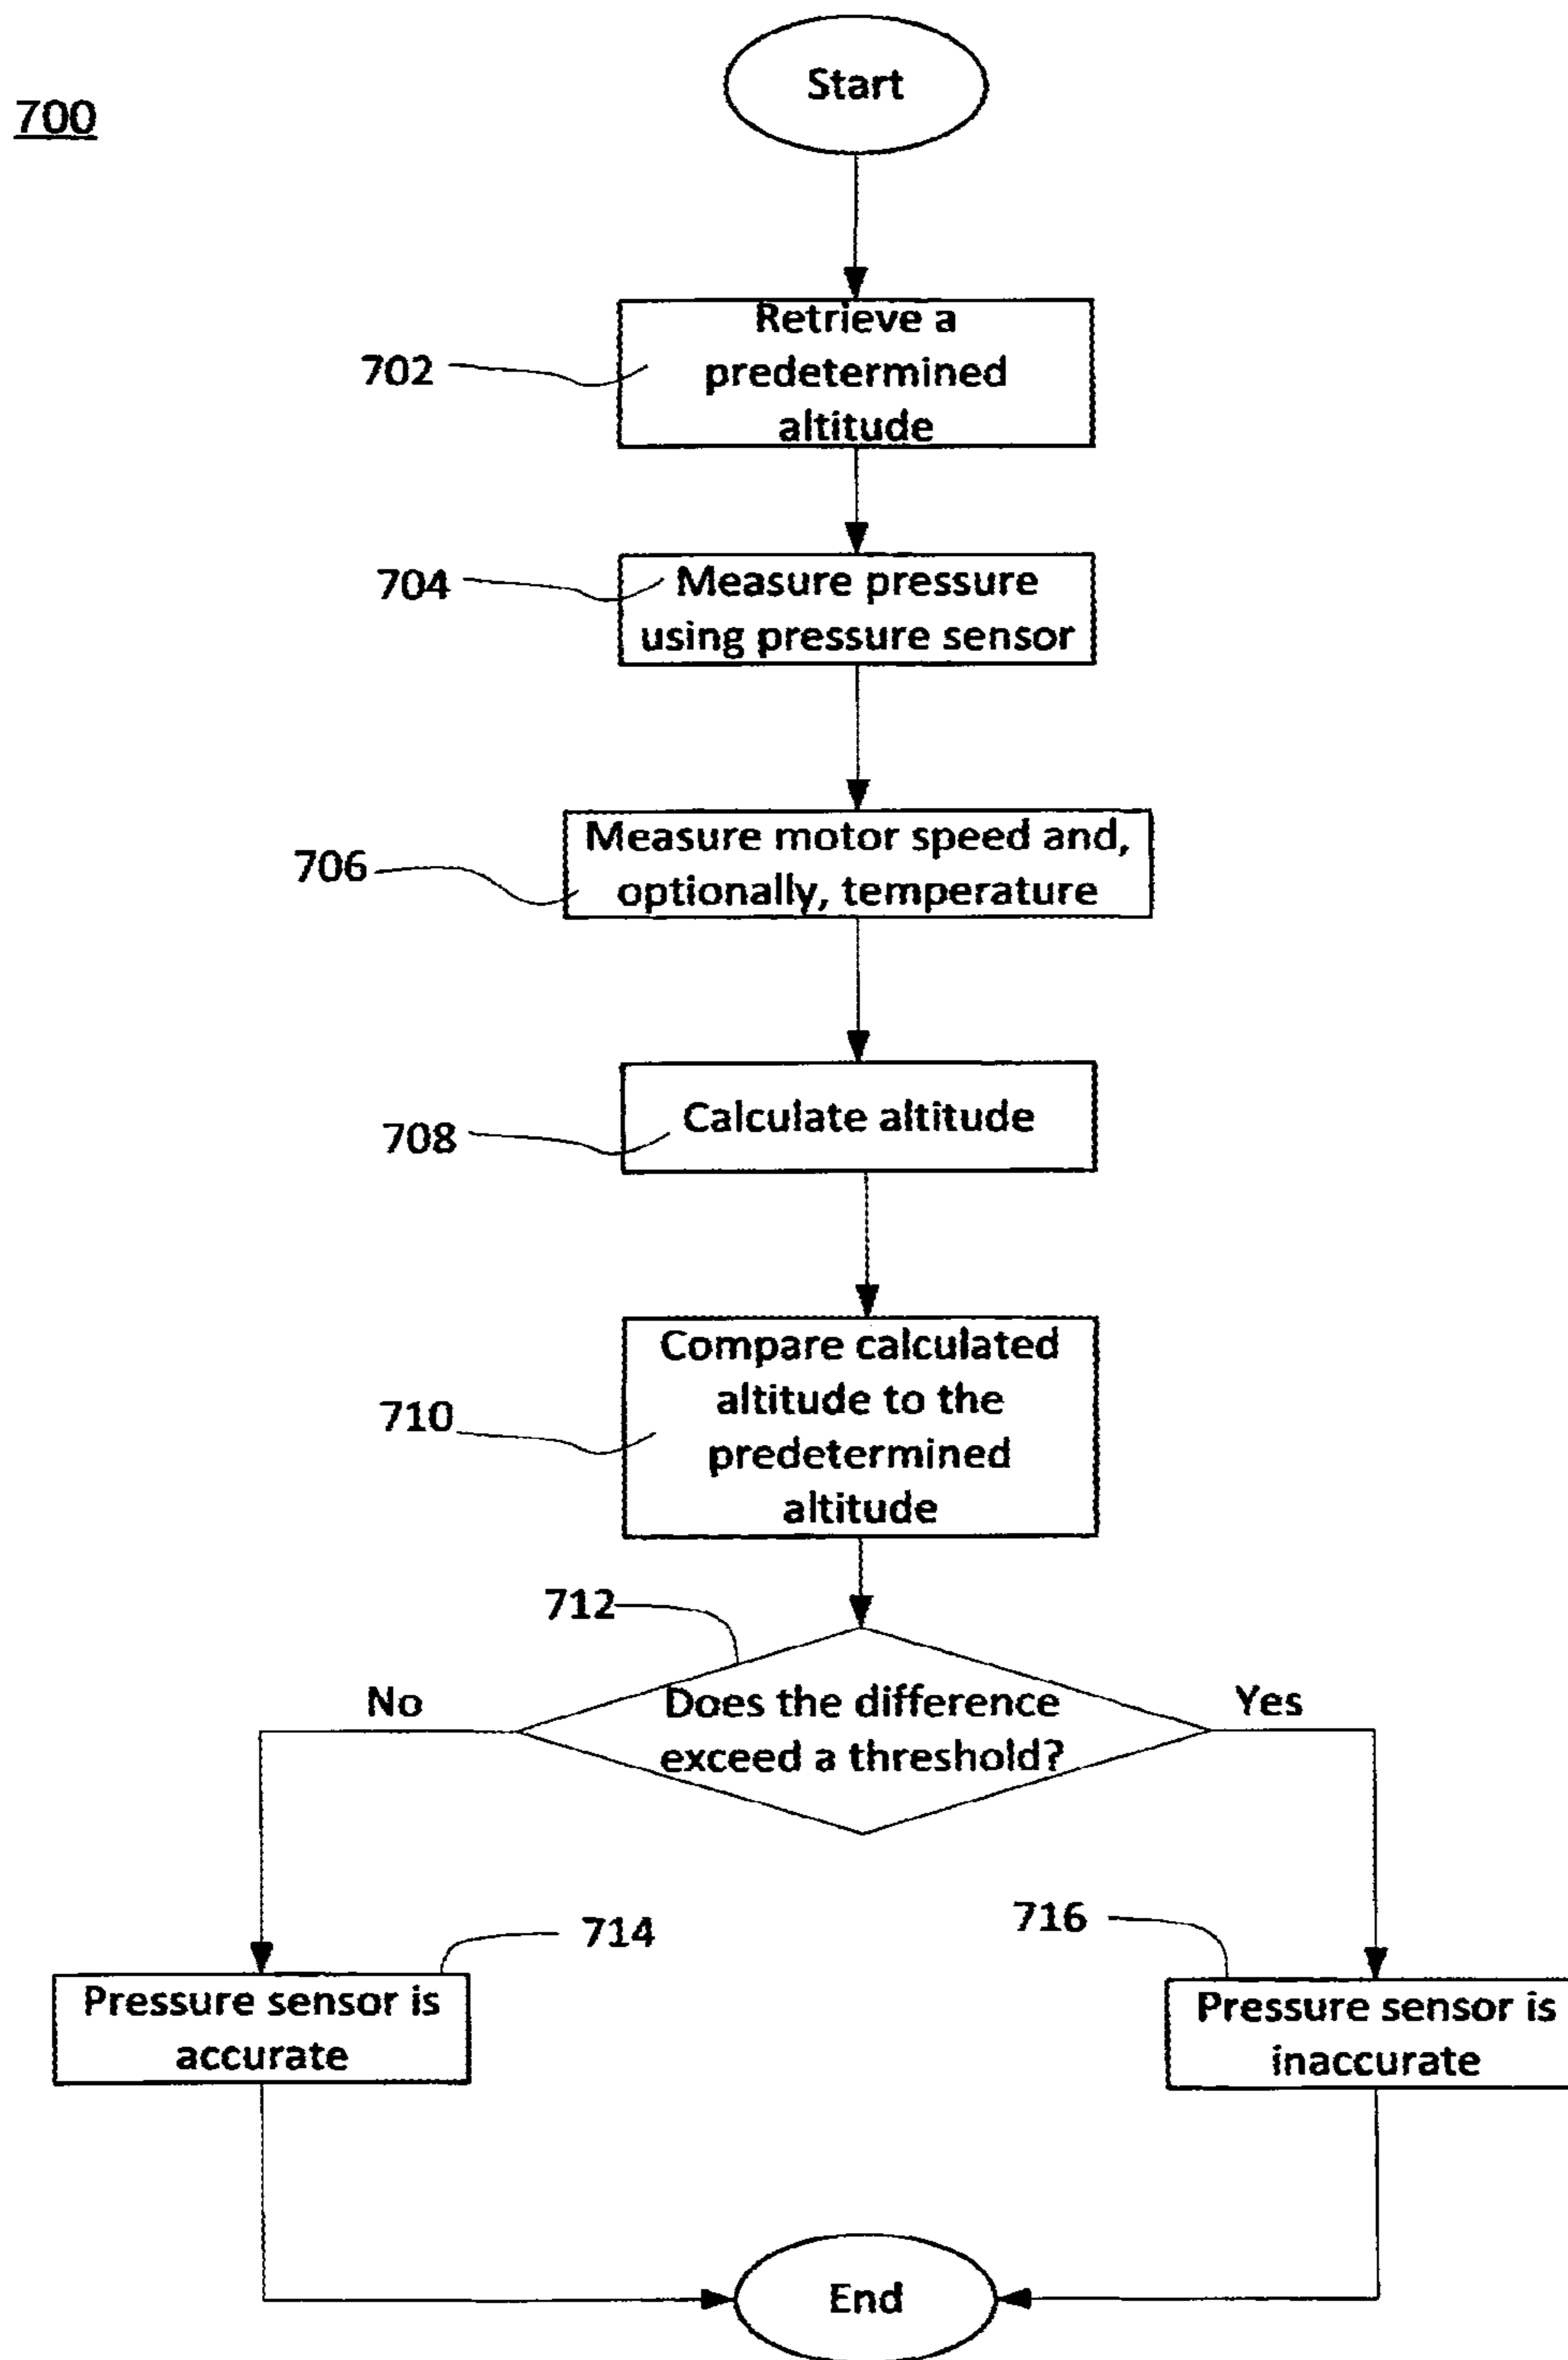 700
Start
702
Retrieve a
predetermined
altitude
704
Measure pressure
using pressure sensor
706
Measure motor speed and,
optionally, temperature
708
Calculate altitude
710
Compare calculated
altitude to the
predetermined
altitude
712
No
Does the difference
exceed a threshold?
Yes
714
Pressure sensor is
accurate
716
Pressure sensor is
inaccurate
End